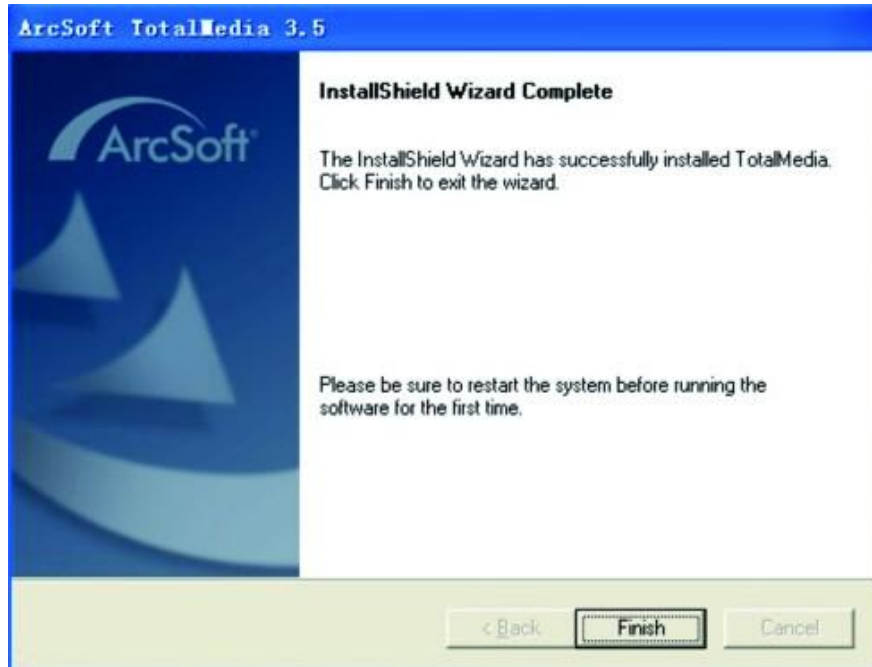 ArcSoft TotalMedia 3.5
InstallShield Wizard Complete
ArcSoft
The InstallShield Wizard has successfully installed TotalMedia.
Click Finish to exit the wizard.
Please be sure to restart the system before running the
software for the first time.
< Back Finish Cancel